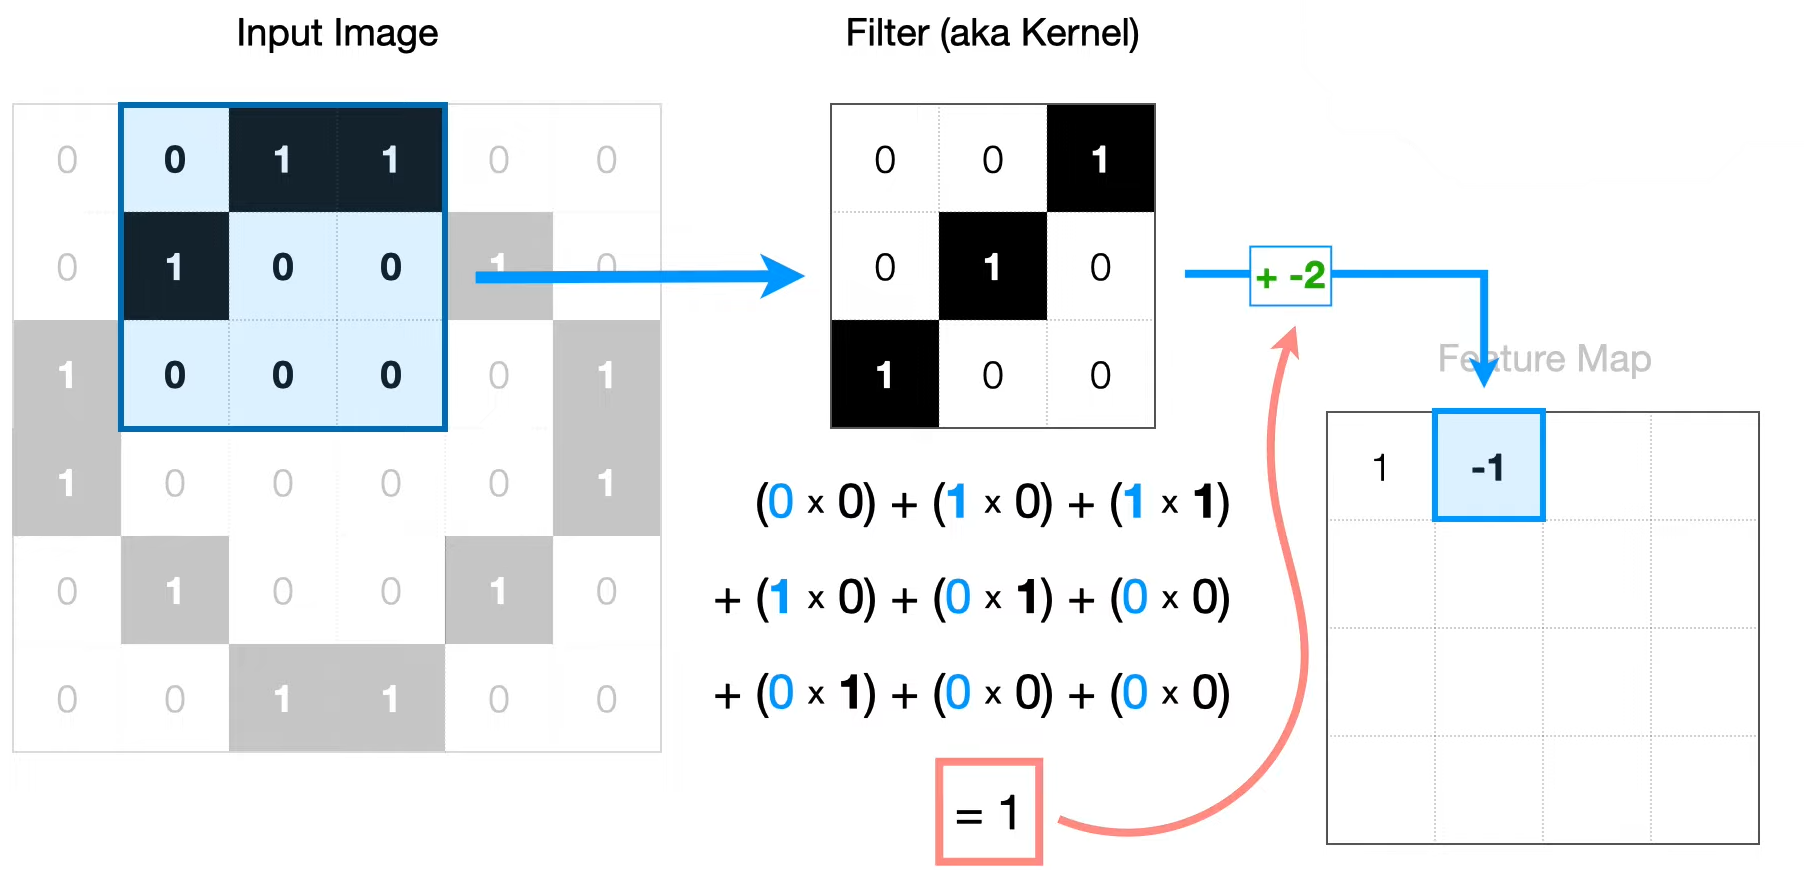 Input Image
Filter (aka Kernel)
0 0 1 1 0 0
0 1 0 0 1 0
1 0 0 0 0 1
1 0 0 0 0 1
0 1 0 0 1 0
0 0 1 1 0 0
0 0 1
0 1 0
1 0 0
+ -2
Feature Map
1 -1
(0 × 0) + (1 × 0) + (1 × 1)
+ (1 × 0) + (0 × 1) + (0 × 0)
+ (0 × 1) + (0 × 0) + (0 × 0)
= 1